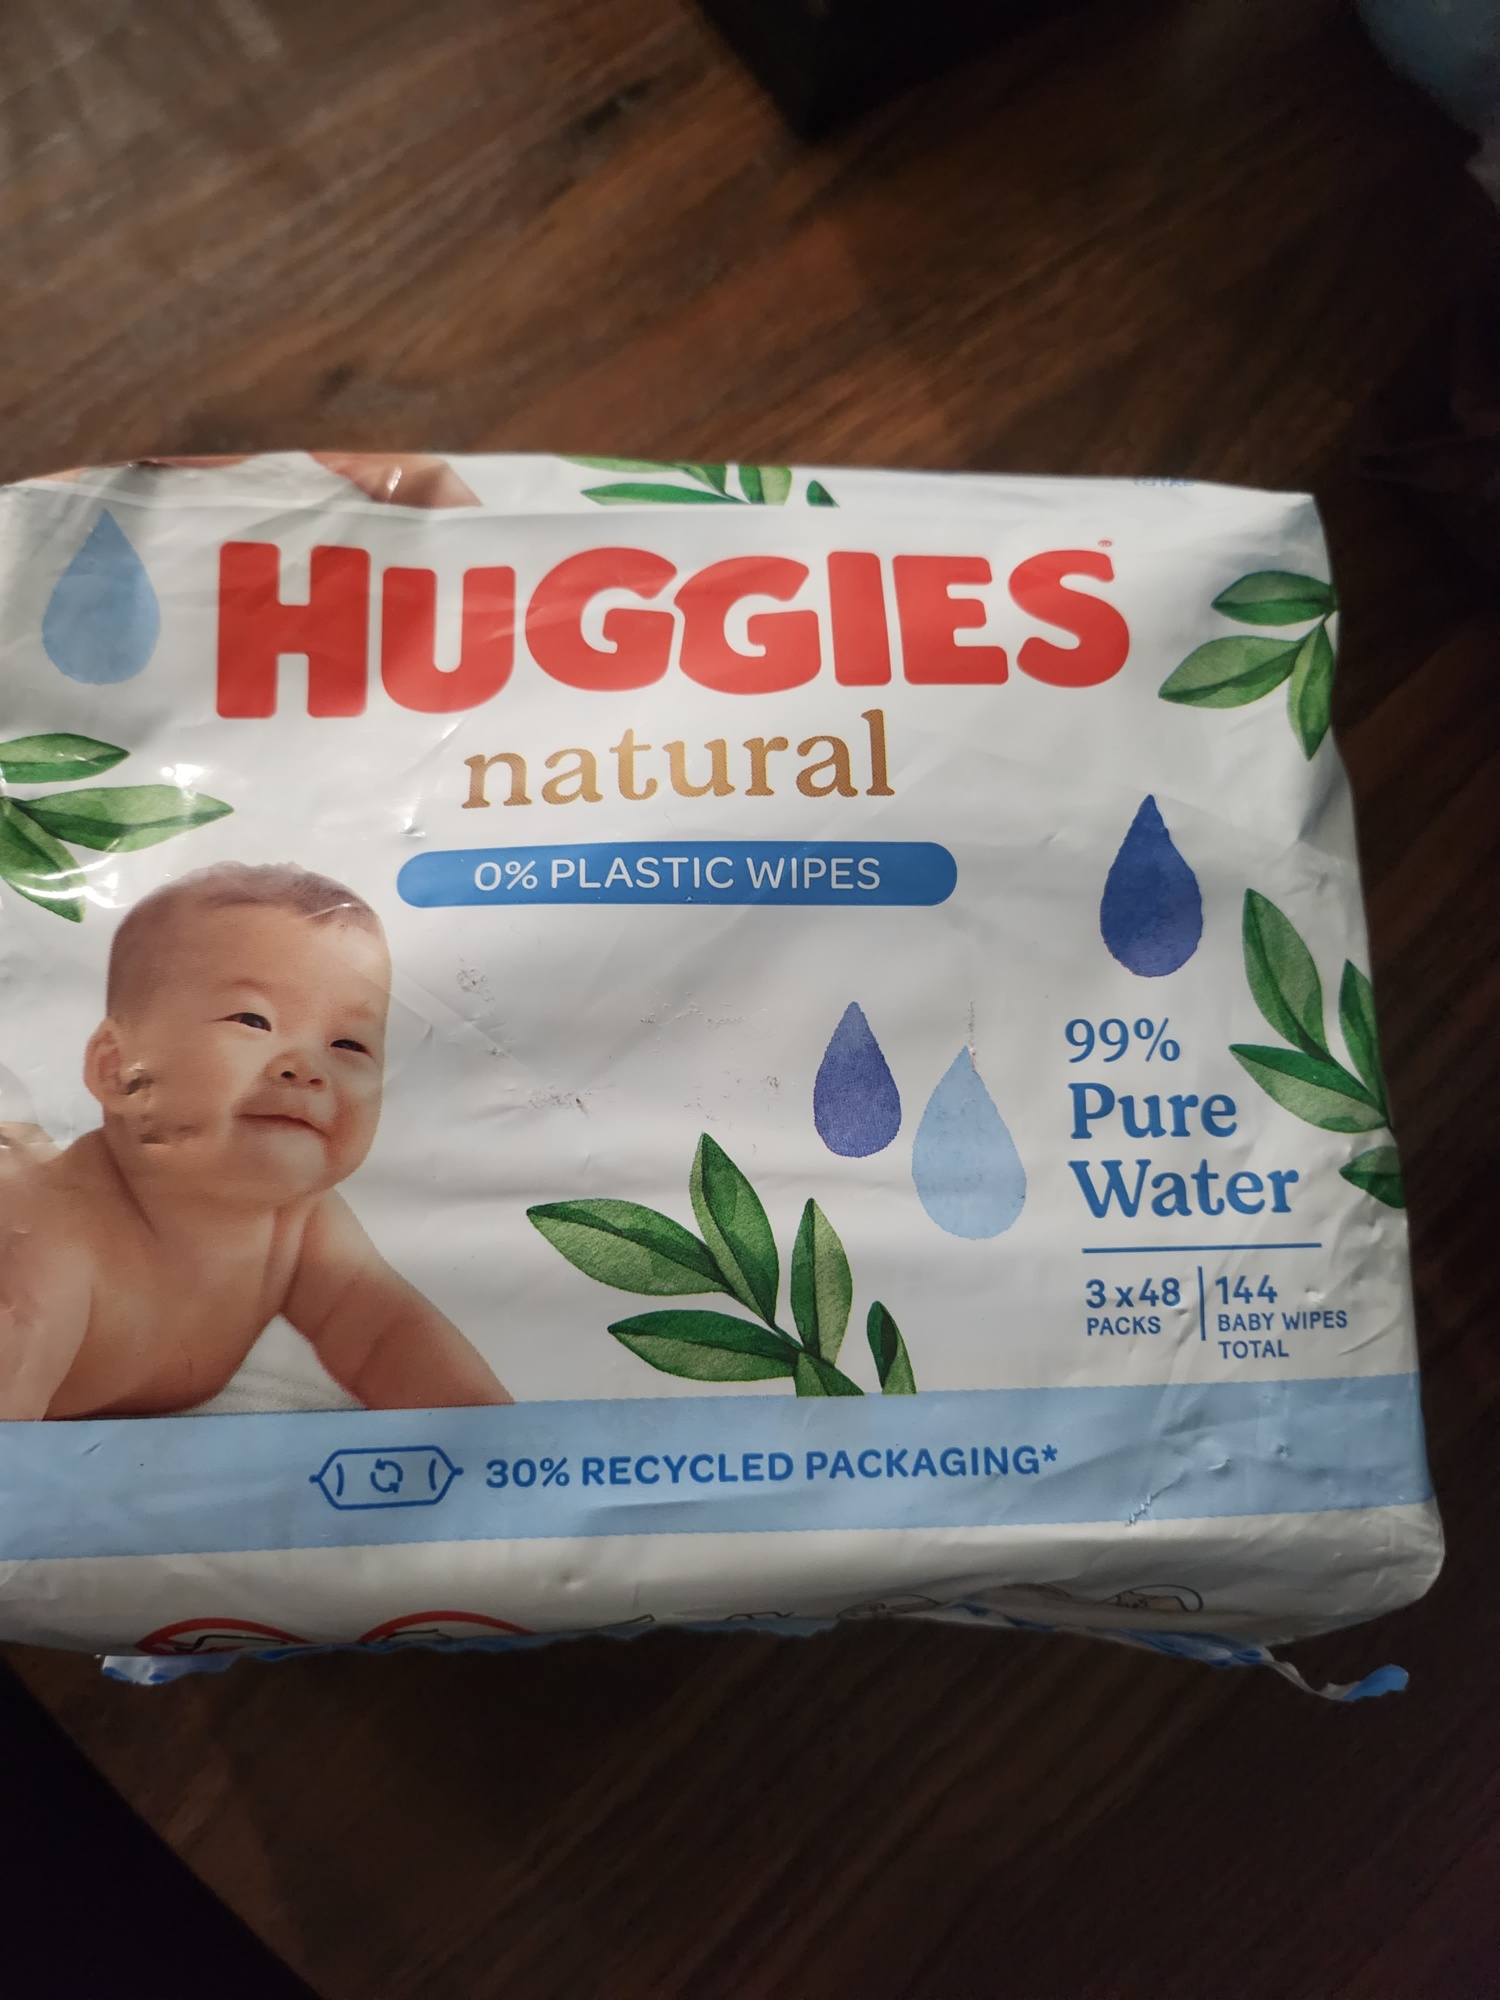 HUGGIES®
natural
0% PLASTIC WIPES
99%
Pure
Water
3 x 48
PACKS
144
BABY WIPES
TOTAL
30% RECYCLED PACKAGING*